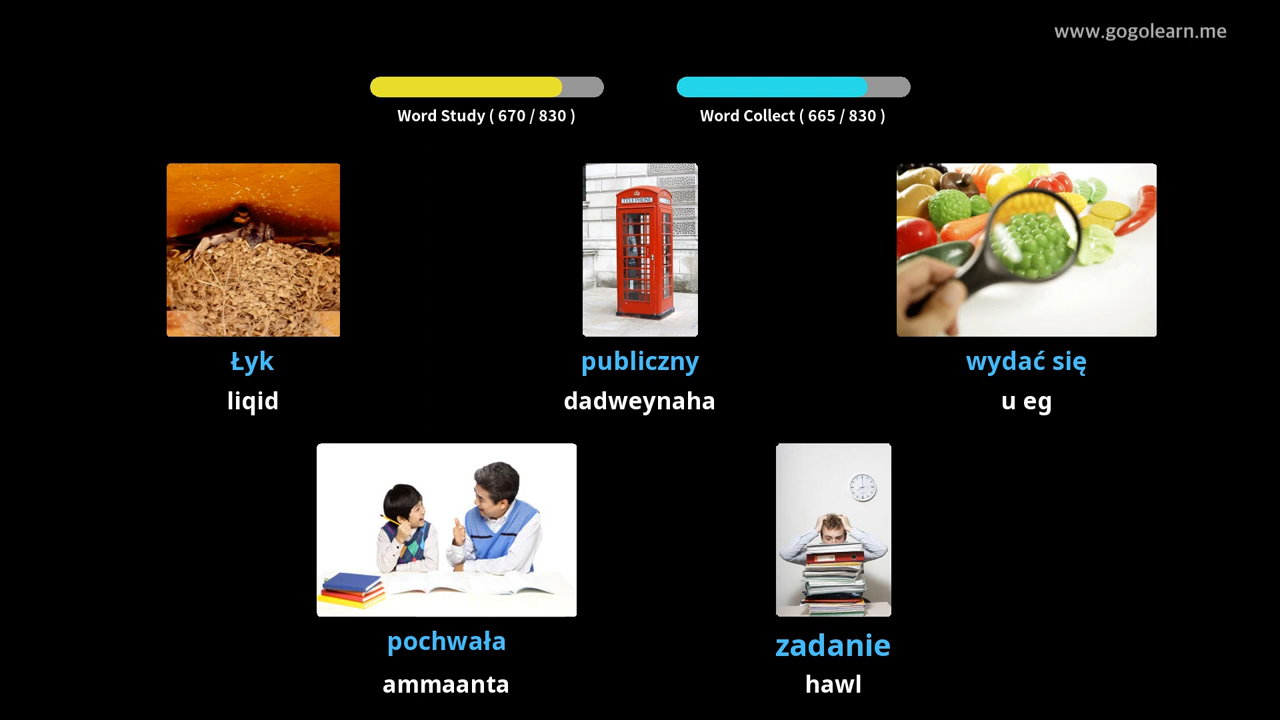 www.gogolearn.me
Word Study ( 670 / 830 )
Word Collect ( 665 / 830 )
TELEPHONE
Łyk
publiczny
wydać się
liqid
dadweynaha
u eg
pochwała
zadanie
ammaanta
hawl